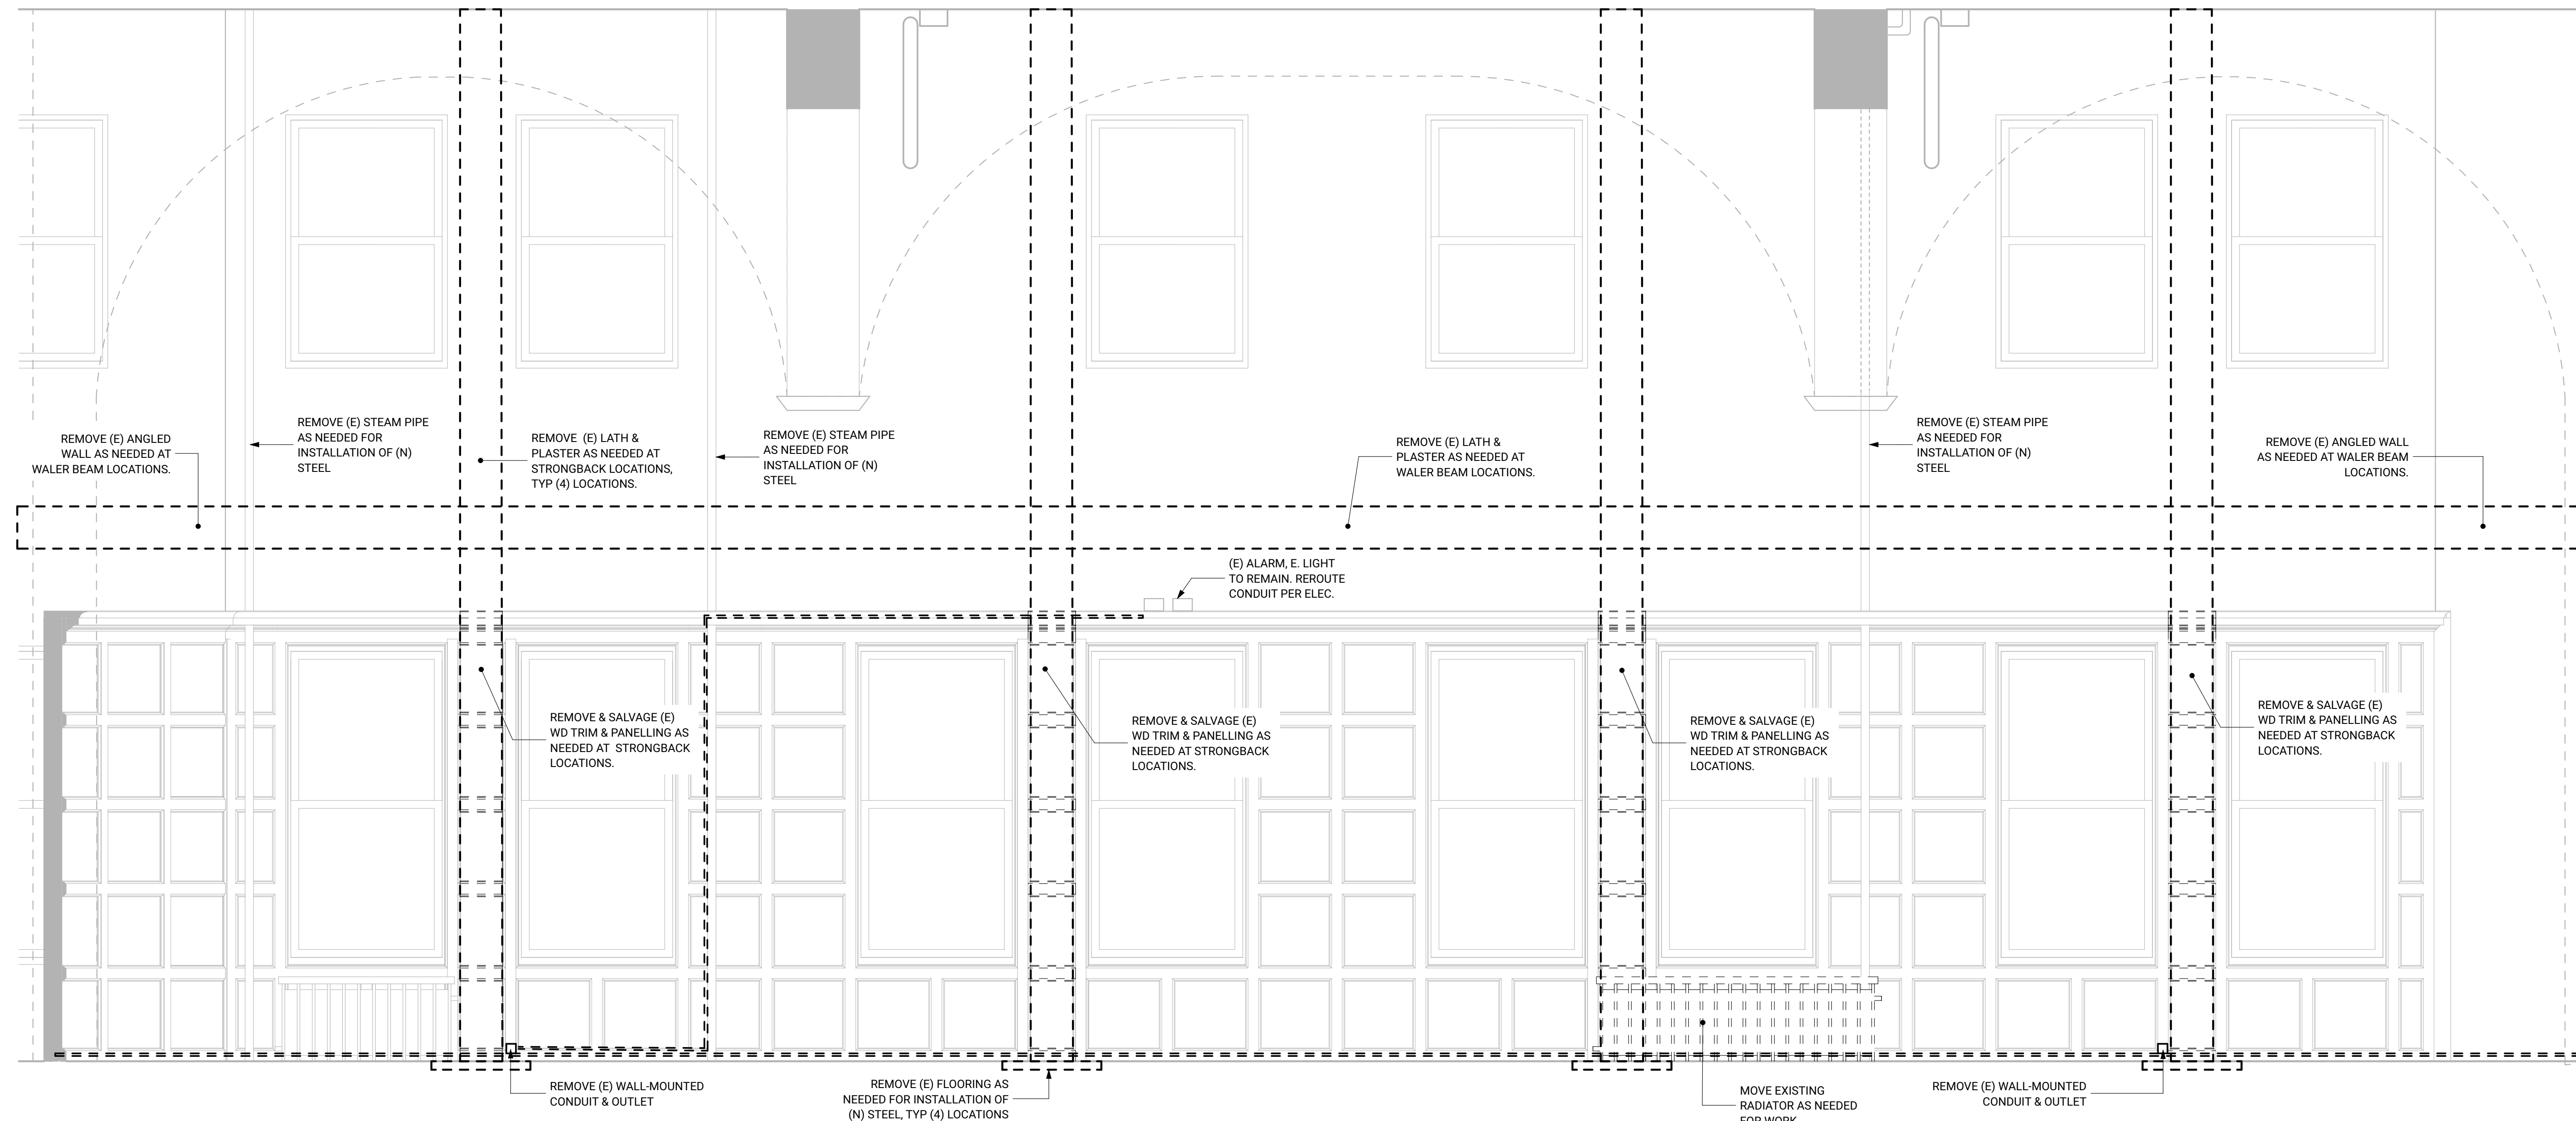 REMOVE (E) ANGLED
WALL AS NEEDED AT
WALER BEAM LOCATIONS.
REMOVE (E) STEAM PIPE
AS NEEDED FOR
INSTALLATION OF (N)
STEEL
REMOVE (E) LATH &
PLASTER AS NEEDED AT
STRONGBACK LOCATIONS,
TYP (4) LOCATIONS.
REMOVE (E) STEAM PIPE
AS NEEDED FOR
INSTALLATION OF (N)
STEEL
REMOVE (E) LATH &
PLASTER AS NEEDED AT
WALER BEAM LOCATIONS.
REMOVE (E) STEAM PIPE
AS NEEDED FOR
INSTALLATION OF (N)
STEEL
REMOVE (E) ANGLED WALL
AS NEEDED AT WALER BEAM
LOCATIONS.
(E) ALARM, E. LIGHT
TO REMAIN. REROUTE
CONDUIT PER ELEC.
REMOVE & SALVAGE (E)
WD TRIM & PANELLING AS
NEEDED AT STRONGBACK
LOCATIONS.
REMOVE & SALVAGE (E)
WD TRIM & PANELLING AS
NEEDED AT STRONGBACK
LOCATIONS.
REMOVE & SALVAGE (E)
WD TRIM & PANELLING AS
NEEDED AT STRONGBACK
LOCATIONS.
REMOVE & SALVAGE (E)
WD TRIM & PANELLING AS
NEEDED AT STRONGBACK
LOCATIONS.
REMOVE (E) WALL-MOUNTED
CONDUIT & OUTLET
REMOVE (E) FLOORING AS
NEEDED FOR INSTALLATION OF
(N) STEEL, TYP (4) LOCATIONS
MOVE EXISTING
RADIATOR AS NEEDED
FOR WORK
REMOVE (E) WALL-MOUNTED
CONDUIT & OUTLET